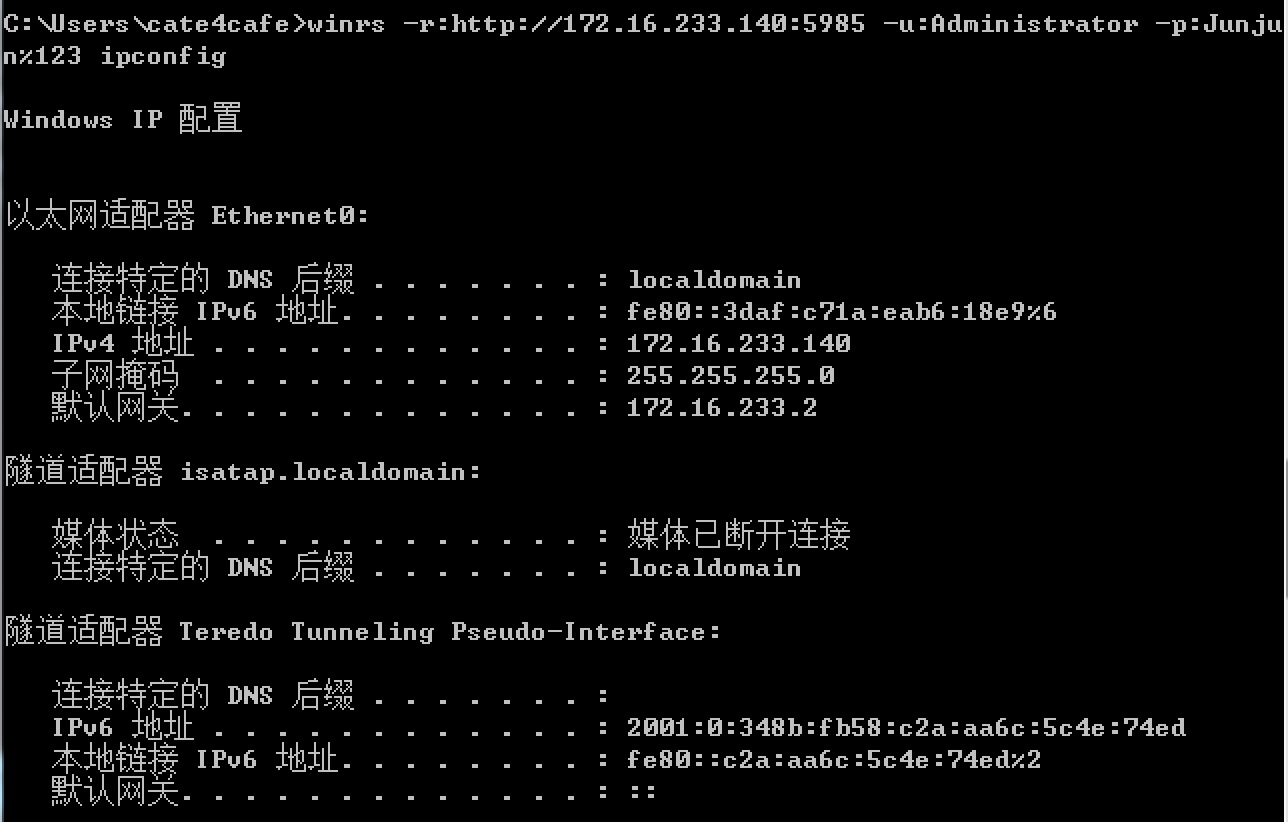 C:\Users\cate4cafe>winrs -r:http://172.16.233.140:5985 -u:Administrator -p:Junju
n%123 ipconfig
Windows IP 配置
以太网适配器 Ethernet0:
连接特定的 DNS 后缀 . . . . . . . : localdomain
本地链接 IPv6 地址. . . . . . . . : fe80::3daf:c71a:eab6:18e9%6
IPv4 地址 . . . . . . . . . . . . : 172.16.233.140
子网掩码  . . . . . . . . . . . . : 255.255.255.0
默认网关. . . . . . . . . . . . . : 172.16.233.2
隧道适配器 isatap.localdomain:
媒体状态  . . . . . . . . . . . . : 媒体已断开连接
连接特定的 DNS 后缀 . . . . . . . : localdomain
隧道适配器 Teredo Tunneling Pseudo-Interface:
连接特定的 DNS 后缀 . . . . . . . :
IPv6 地址 . . . . . . . . . . . . : 2001:0:348b:fb58:c2a:aa6c:5c4e:74ed
本地链接 IPv6 地址. . . . . . . . : fe80::c2a:aa6c:5c4e:74ed%2
默认网关. . . . . . . . . . . . . : ::